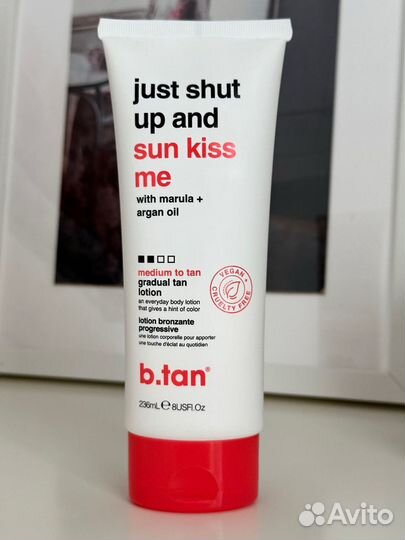 just shut
up and
sun kiss
me
with marula +
argan oil
medium to tan
gradual tan
lotion
an everyday body lotion
that gives a hint of color
lotion bronzante
progressive
une lotion corporelle pour apporter
une touche d'éclat au quotidien
VEGAN +
CRUELTY FREE
b.tan®
236mL ℮ 8USFl.Oz
Avito